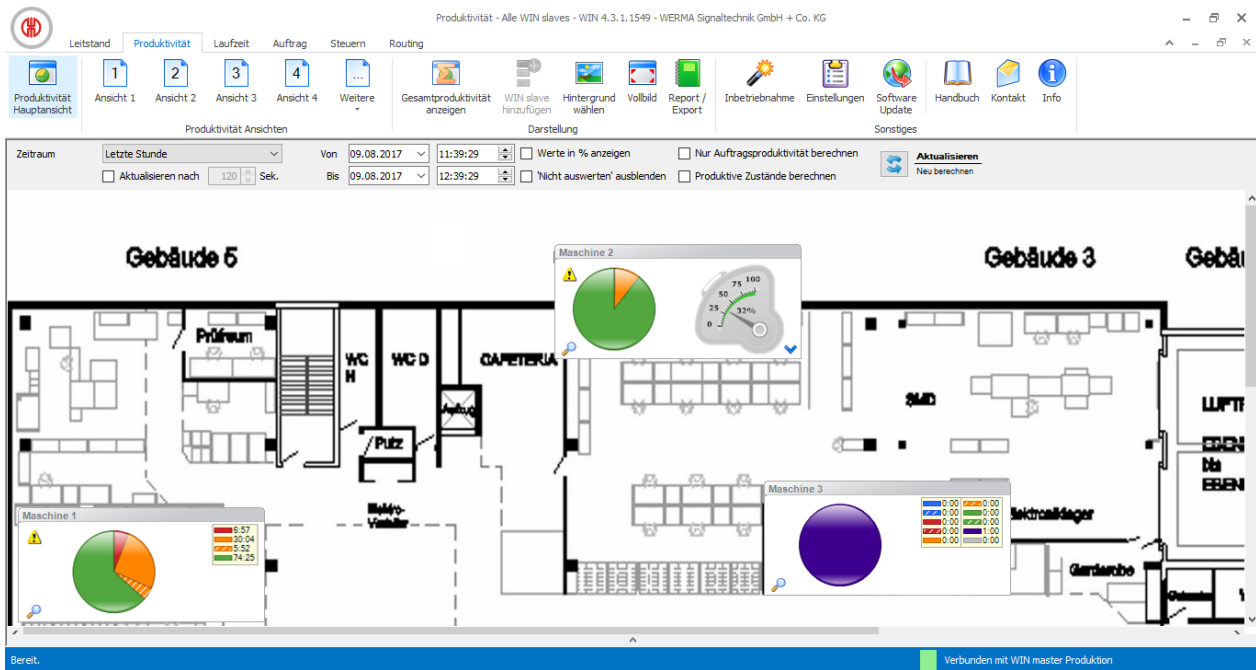 Produktivität - Alle WIN slaves - WIN 4.3.1.1549 - WERMA Signaltechnik GmbH + Co. KG
Leitstand Produktivität Laufzeit Auftrag Steuern Routing
1 2 3 4 ...
Produktivität Hauptansicht
Ansicht 1 Ansicht 2 Ansicht 3 Ansicht 4 Weitere
Gesamtproduktivität anzeigen
WIN slave hinzufügen
Hintergrund wählen
Vollbild
Report / Export
Inbetriebnahme
Einstellungen
Software Update
Handbuch
Kontakt
Info
Produktivität Ansichten Darstellung Sonstiges
Zeitraum Letzte Stunde Von 09.08.2017 11:39:29 Werte in % anzeigen Nur Auftragsproduktivität berechnen Aktualisieren
Neu berechnen
Aktualisieren nach 120 Sek. Bis 09.08.2017 12:39:29 'Nicht auswerten' ausblenden Produktive Zustände berechnen
Gebäude 5
Gebäude 3
Maschine 2
0 25 50 75 100
32%
Prüfraum
WC H
WC D
CAFETERIA
Aufzug
Putz
SMD
Elektro-
Verteiler
Maschine 1
6:57
30:04
5:52
74:25
Maschine 3
0:00 0:00
0:00 0:00
0:00 0:00
0:00 1:00
0:00 0:00
Elektroniklager
Garderobe
bis
Bereit.
Verbunden mit WIN master Produktion